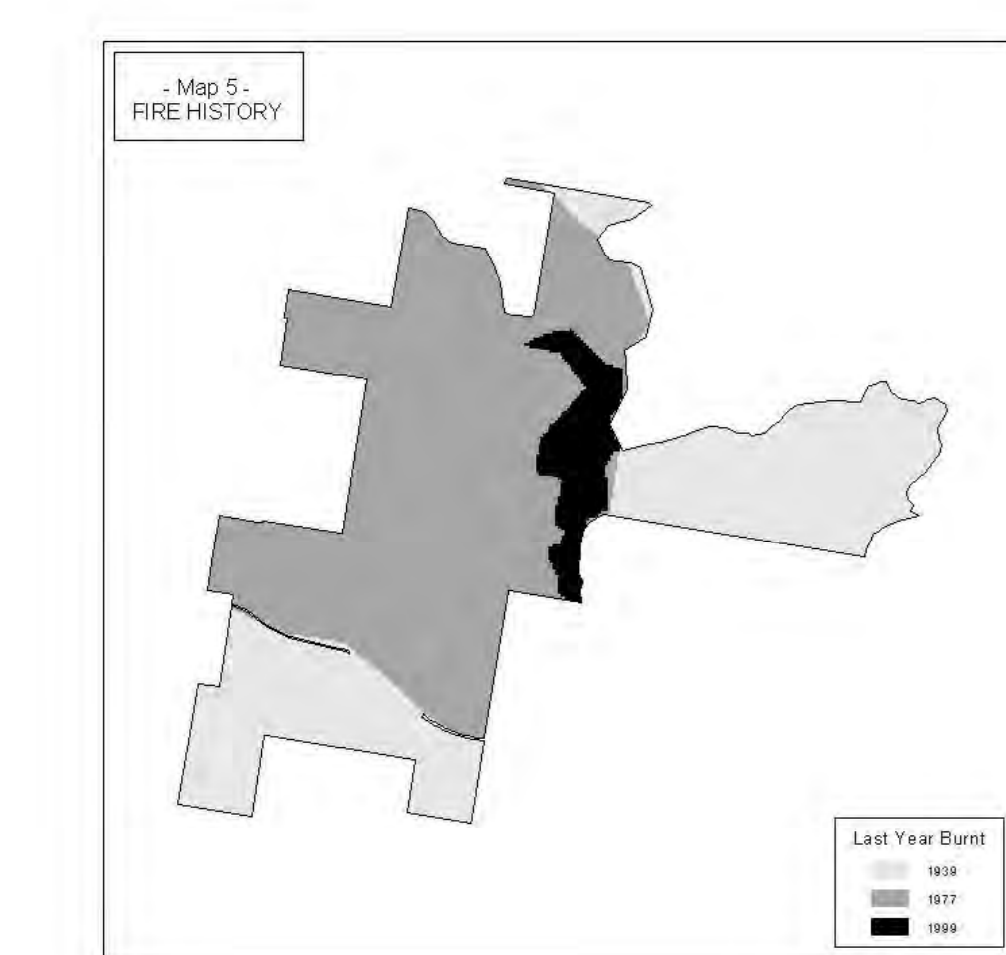 - Map 5 -
FIRE HISTORY
Last Year Burnt
1939
1977
1999